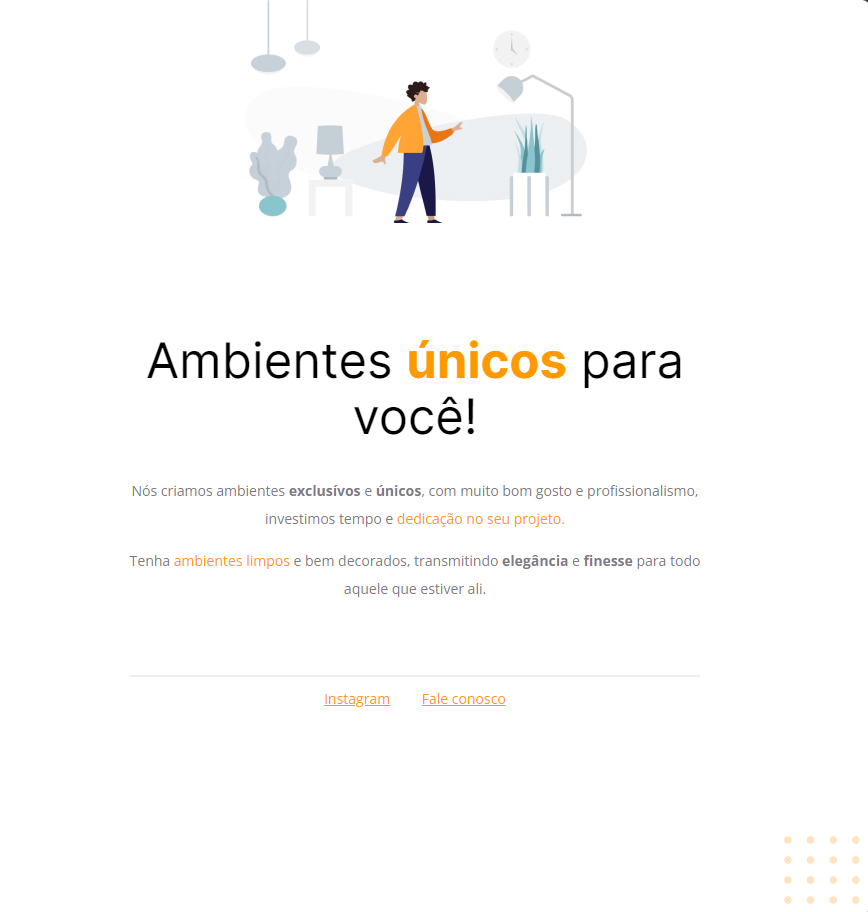 Ambientes únicos para
você!
Nós criamos ambientes exclusívos e únicos, com muito bom gosto e profissionalismo,
investimos tempo e dedicação no seu projeto.
Tenha ambientes limpos e bem decorados, transmitindo elegância e finesse para todo
aquele que estiver ali.
Instagram Fale conosco